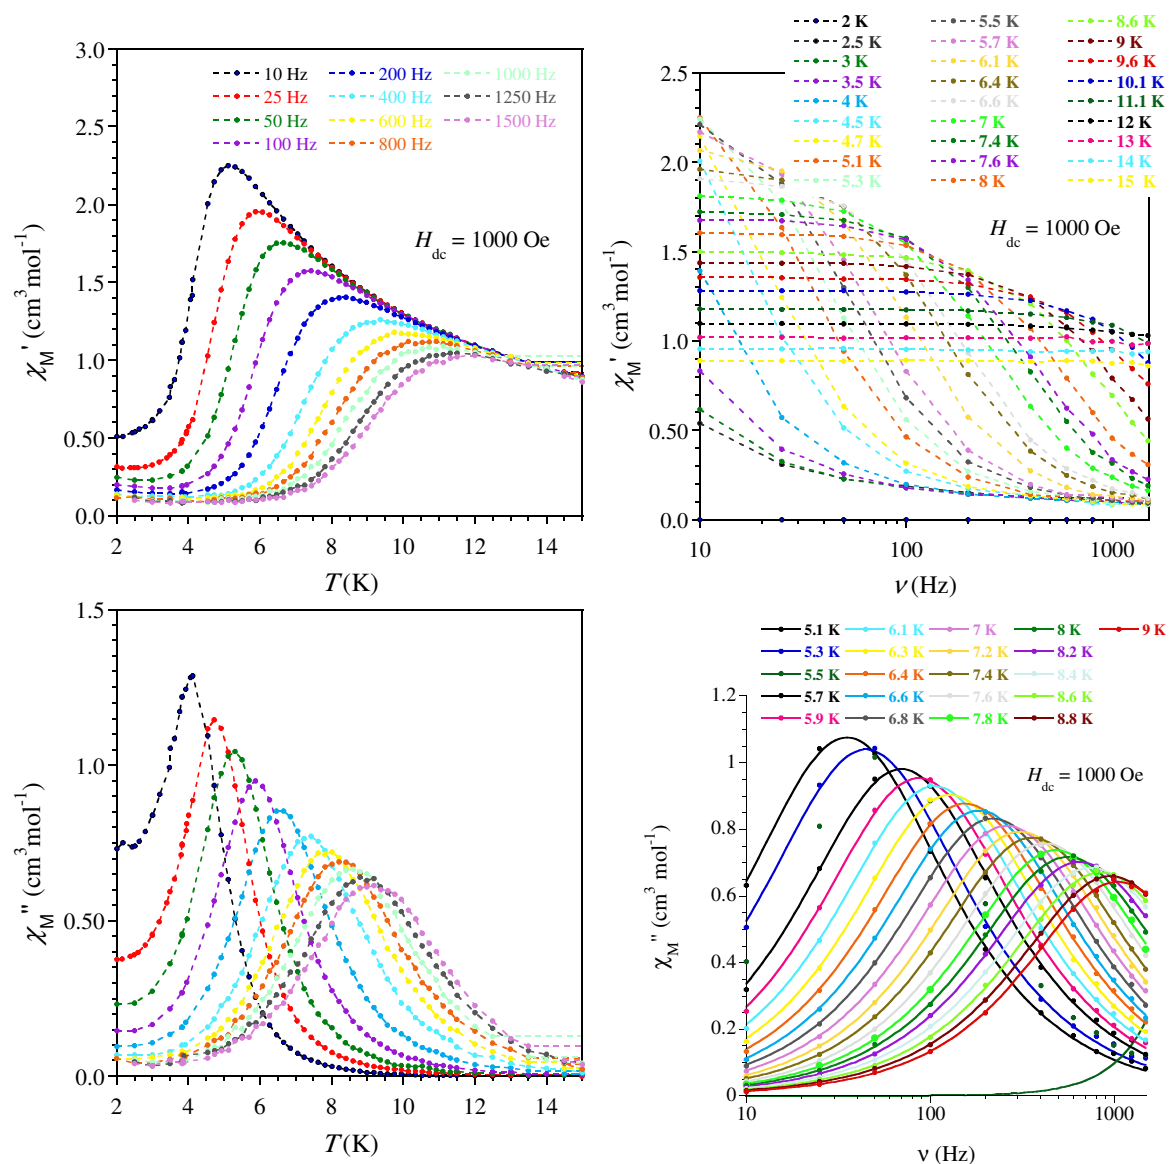 3.0
2.5
2.0
1.5
1.0
0.50
0.0
2
4
6
8
10
12
14
10 Hz
25 Hz
50 Hz
100 Hz
200 Hz
400 Hz
600 Hz
800 Hz
1000 Hz
1250 Hz
1500 Hz
H_dc = 1000 Oe
χ_M' (cm³ mol⁻¹)
T (K)
2 K
2.5 K
3 K
3.5 K
4 K
4.5 K
4.7 K
5.1 K
5.3 K
5.5 K
5.7 K
6.1 K
6.4 K
6.6 K
7 K
7.4 K
7.6 K
8 K
8.6 K
9 K
9.6 K
10.1 K
11.1 K
12 K
13 K
14 K
15 K
2.5
2.0
1.5
1.0
0.50
0.0
10
100
1000
H_dc = 1000 Oe
χ_M' (cm³ mol⁻¹)
ν (Hz)
1.5
1.0
0.50
0.0
2
4
6
8
10
12
14
χ_M" (cm³ mol⁻¹)
T (K)
5.1 K
5.3 K
5.5 K
5.7 K
5.9 K
6.1 K
6.3 K
6.4 K
6.6 K
6.8 K
7 K
7.2 K
7.4 K
7.6 K
7.8 K
8 K
8.2 K
8.4 K
8.6 K
8.8 K
9 K
1.2
1
0.8
0.6
0.4
0.2
0
10
100
1000
H_dc = 1000 Oe
χ_M" (cm³ mol⁻¹)
ν (Hz)